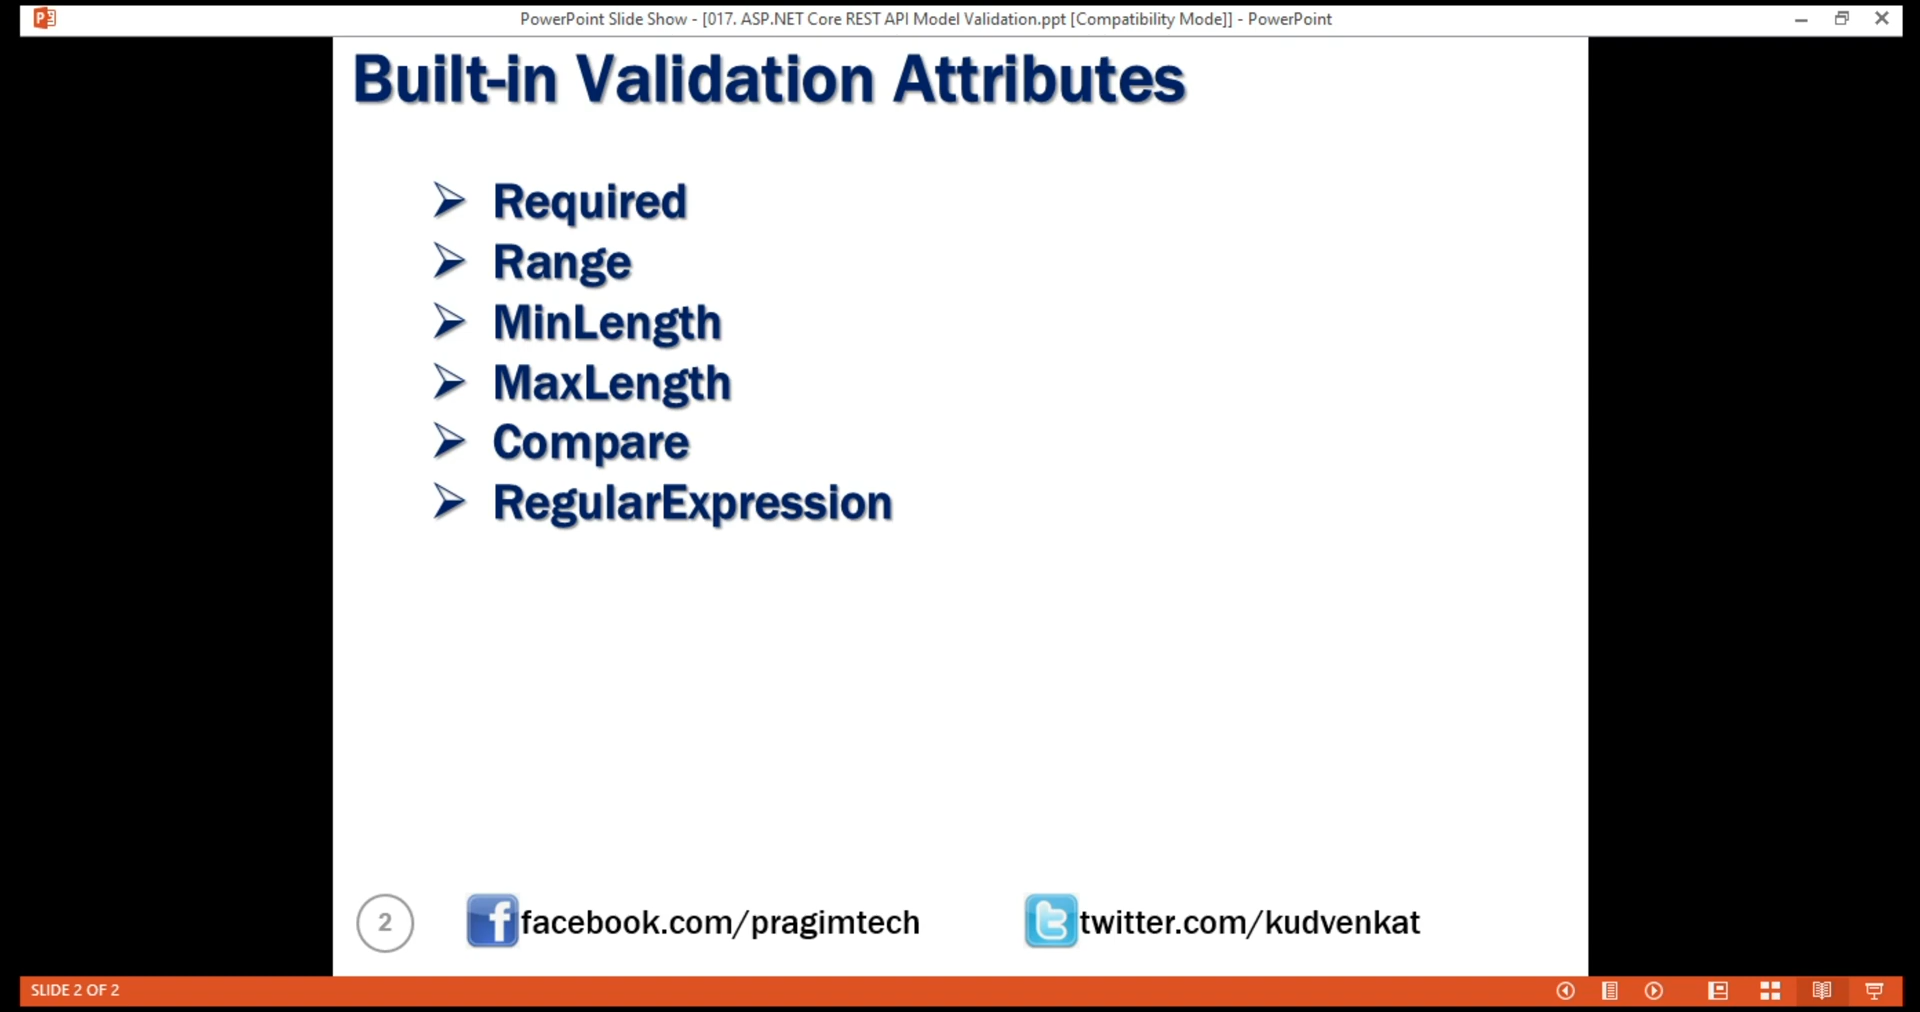 PowerPoint Slide Show - [017. ASP.NET Core REST API Model Validation.ppt [Compatibility Mode]] - PowerPoint
Built-in Validation Attributes
Required
Range
MinLength
MaxLength
Compare
RegularExpression
2 facebook.com/pragimtech twitter.com/kudvenkat
SLIDE 2 OF 2